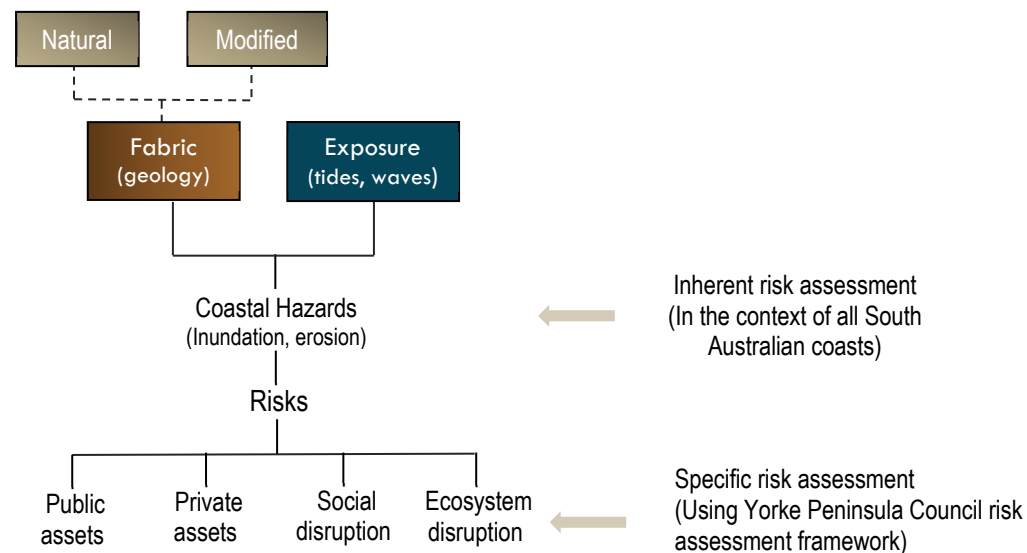 Natural
Modified
Fabric
(geology)
Exposure
(tides, waves)
Coastal Hazards
(Inundation, erosion)
Inherent risk assessment
(In the context of all South
Australian coasts)
Risks
Public
assets
Private
assets
Social
disruption
Ecosystem
disruption
Specific risk assessment
(Using Yorke Peninsula Council risk
assessment framework)